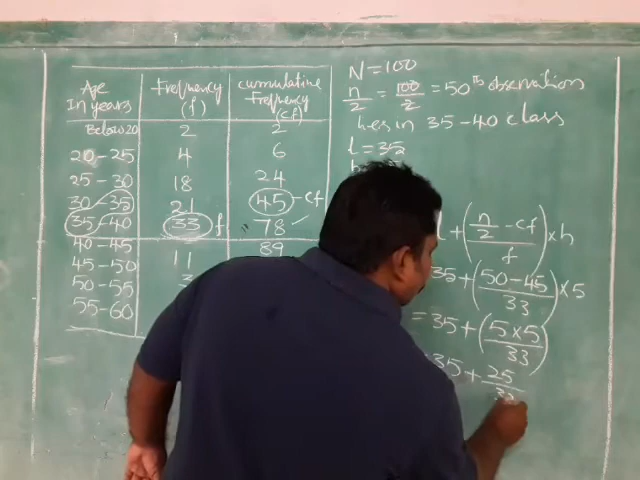 Age In years | Frequency (f) | cumulative Frequency (cf)
Below 20 | 2 | 2
20-25 | 4 | 6
25-30 | 18 | 24
30-35 | 21 | 45 -cf
35-40 | 33 f | 78
40-45 | 11 | 89
45-50 | 3
50-55
55-60
N=100
n/2 = 100/2 = 50th observation
lies in 35-40 class
l = 35
h
l + (n/2 - cf / f) × h
35 + (50-45 / 33) × 5
= 35 + (5×5 / 33)
= 35 + 25/33